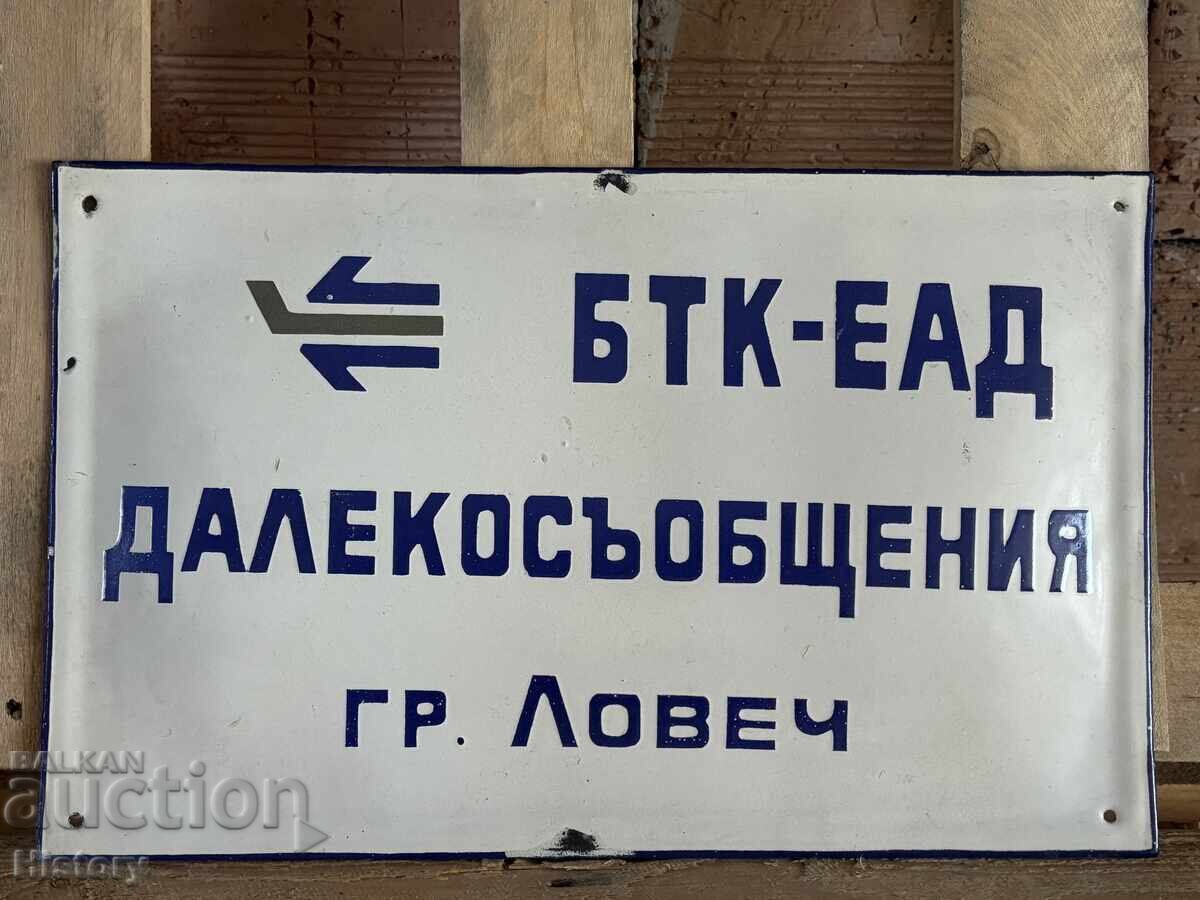 БТК-ЕАД
ДАЛЕКОСЪОБЩЕНИЯ
ГР. ЛОВЕЧ
BALKAN
auction
History